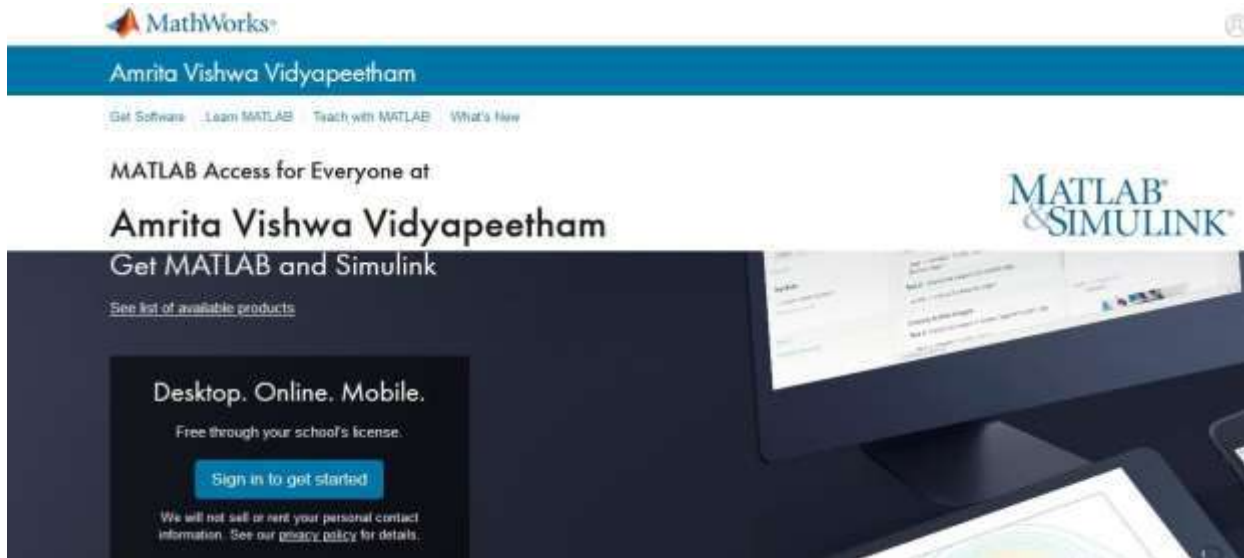 MathWorks®
Amrita Vishwa Vidyapeetham
Get Software Learn MATLAB Teach with MATLAB What's New
MATLAB Access for Everyone at
Amrita Vishwa Vidyapeetham
MATLAB®
&SIMULINK®
Get MATLAB and Simulink
See list of available products
Desktop. Online. Mobile.
Free through your school's license.
Sign in to get started
We will not sell or rent your personal contact
information. See our privacy policy for details.